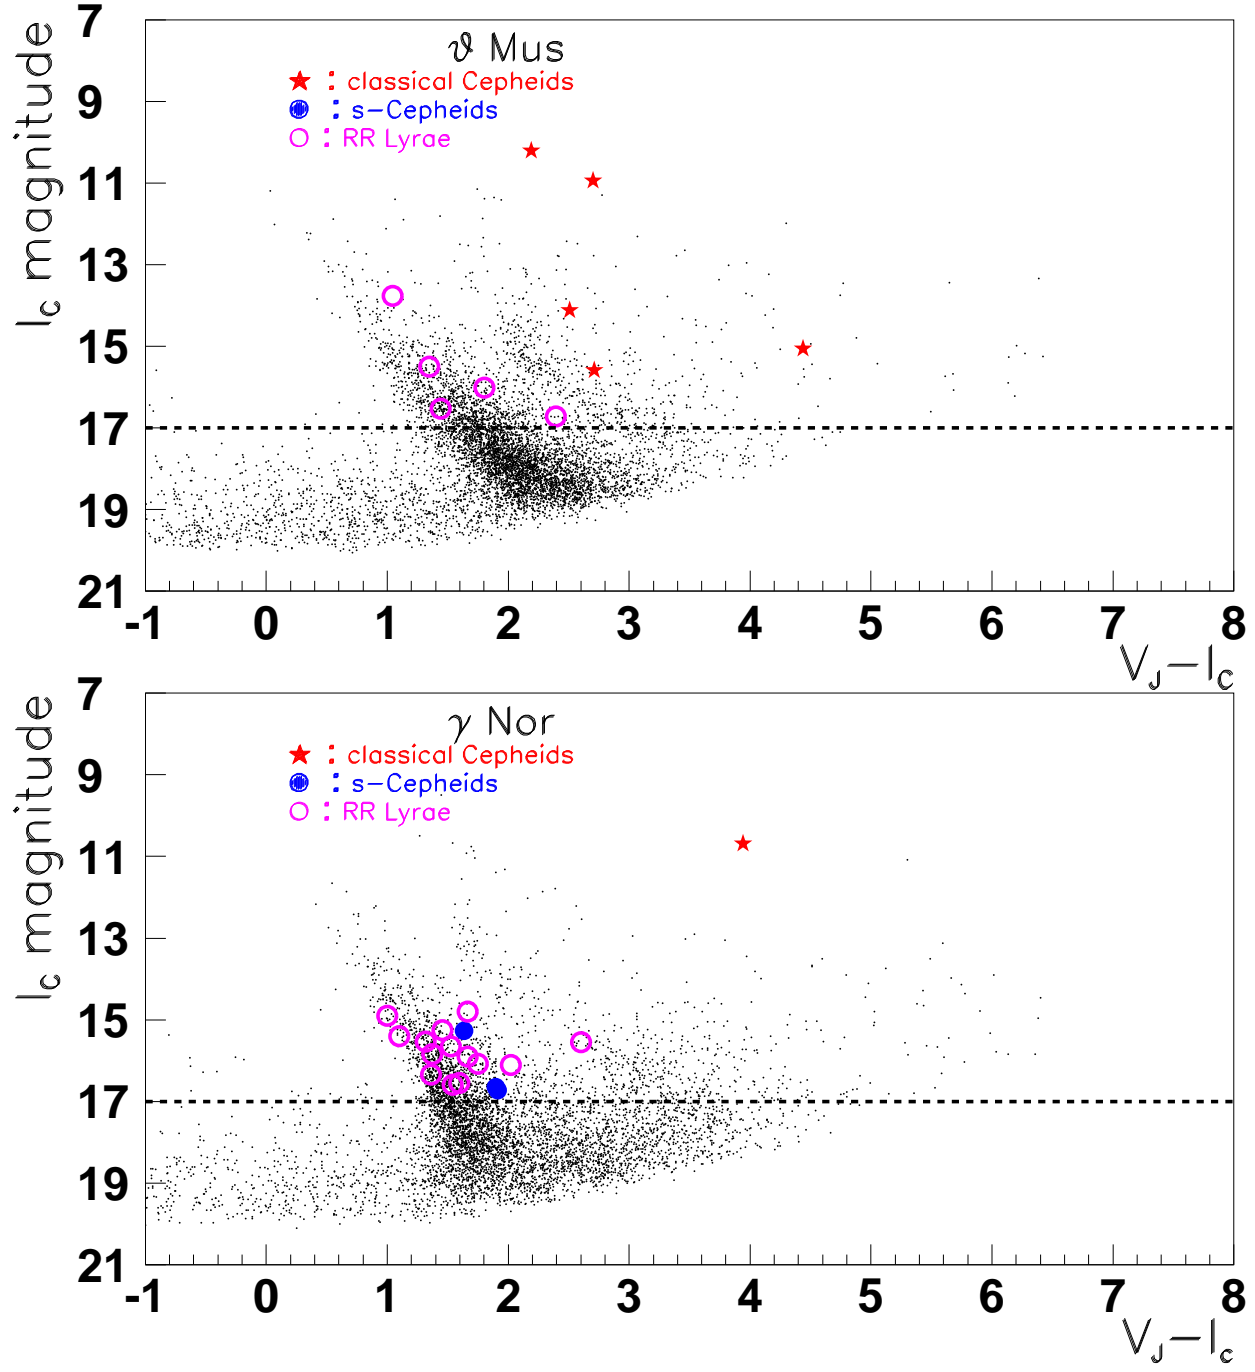 7
ϑ Mus
★ : classical Cepheids
9
● : s-Cepheids
○ : RR Lyrae
11
13
15
17
19
21
I_C magnitude
-1 0 1 2 3 4 5 6 7 8
V_J-I_C
7
γ Nor
★ : classical Cepheids
9
● : s-Cepheids
○ : RR Lyrae
11
13
15
17
19
21
I_C magnitude
-1 0 1 2 3 4 5 6 7 8
V_J-I_C